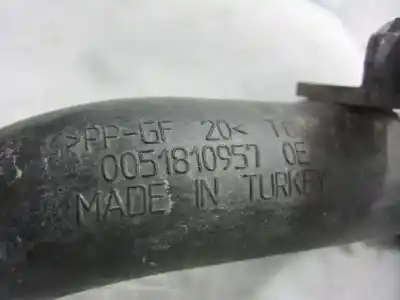 >PP-GF 20<
0051810957 0E
MADE IN TURKEY